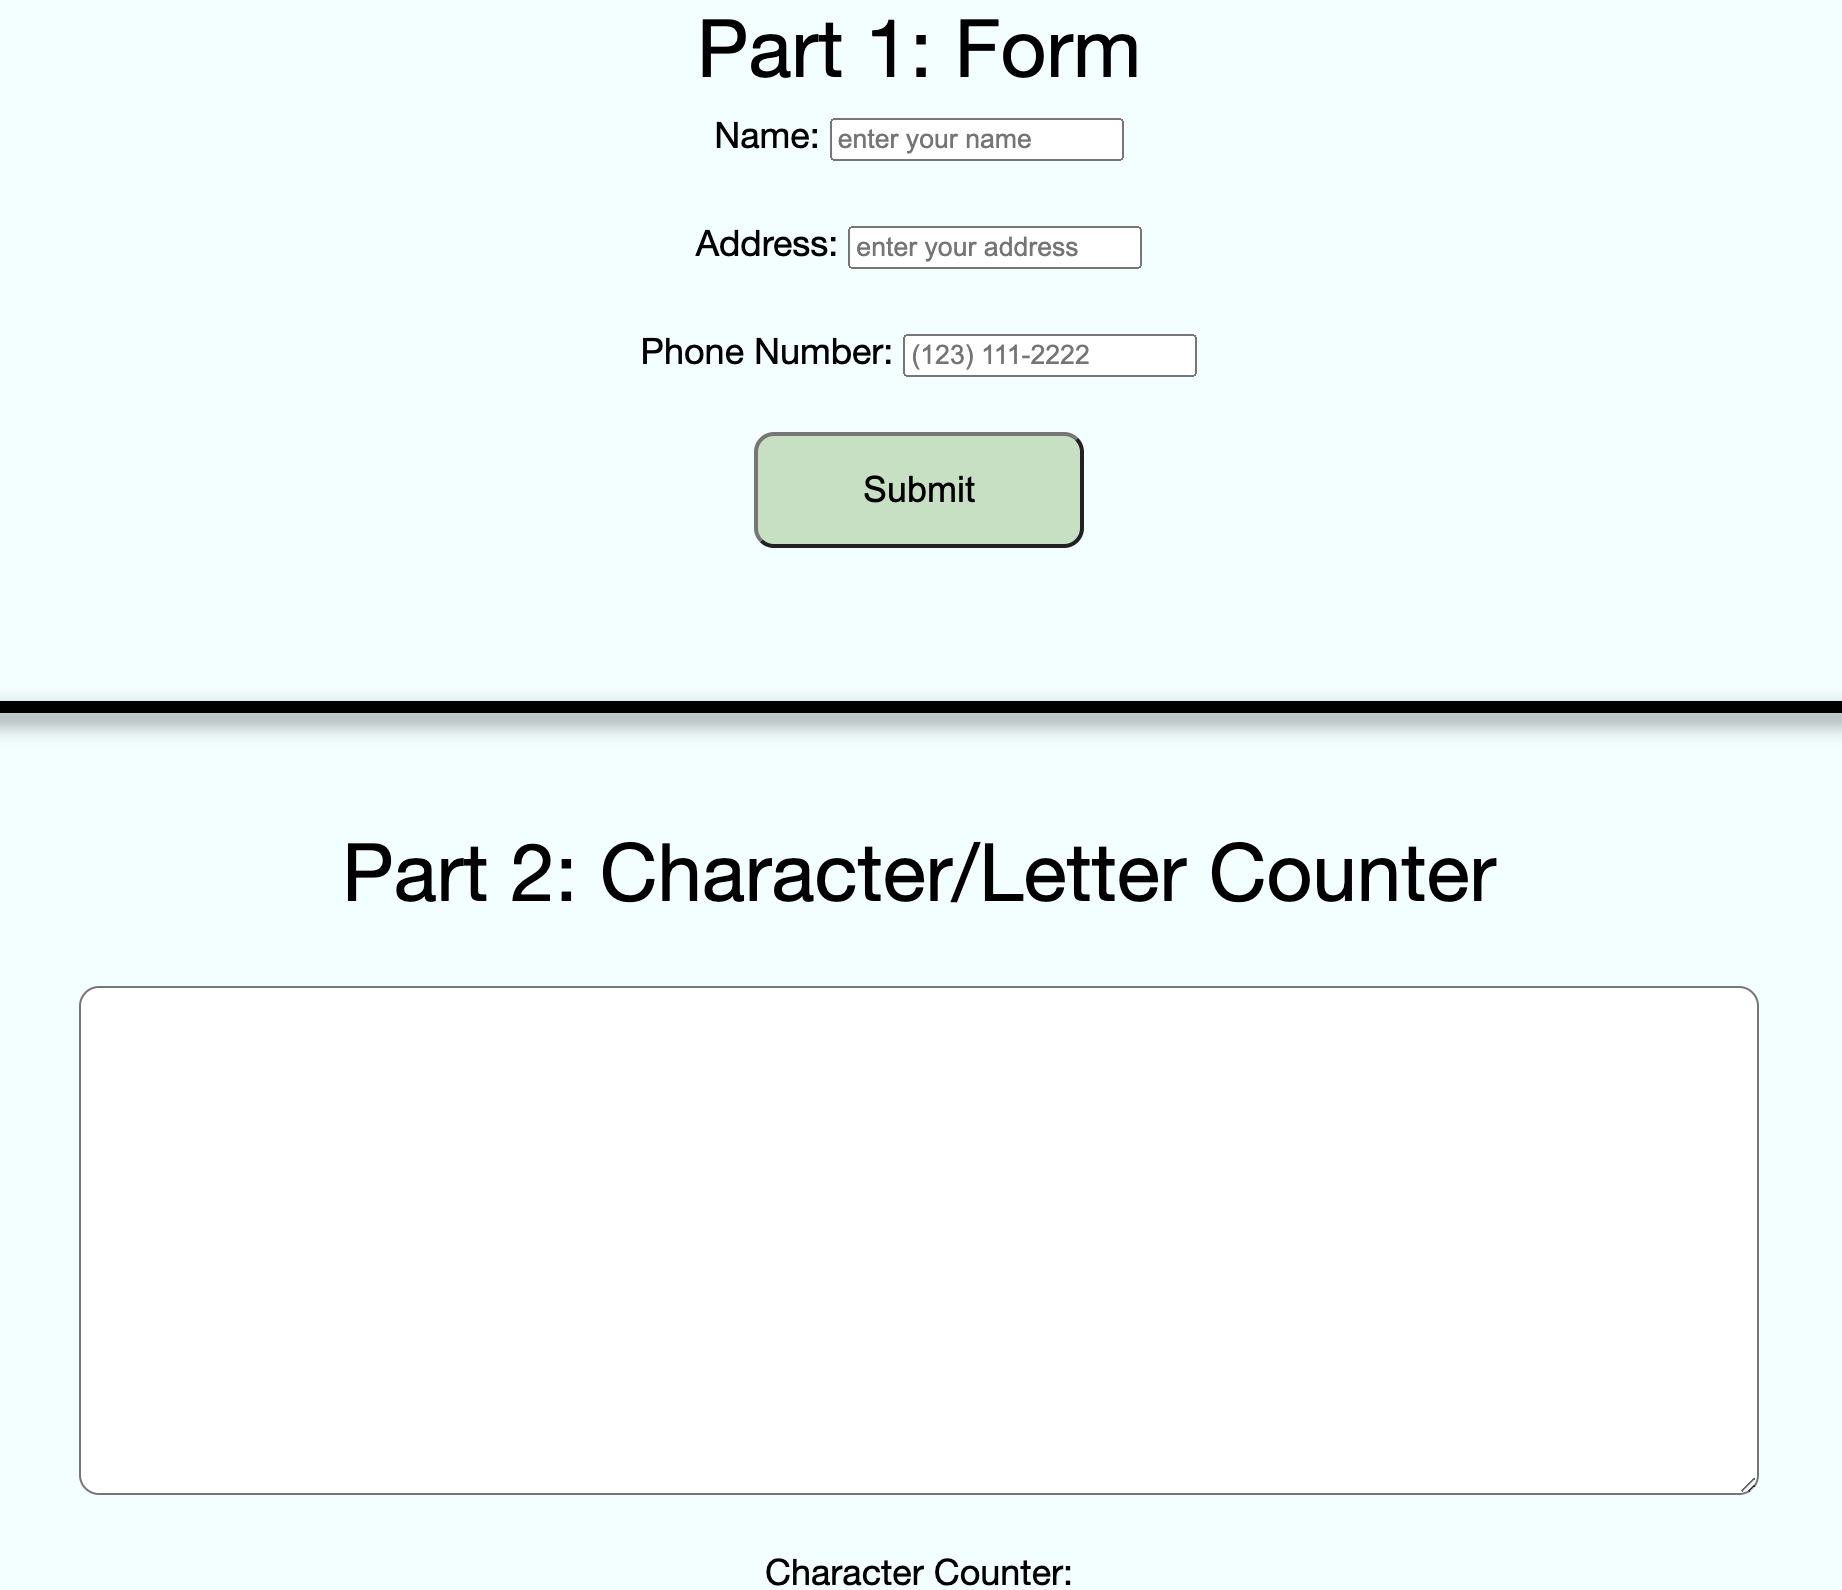 Part 1: Form
Name: enter your name
Address: enter your address
Phone Number: (123) 111-2222
Submit
Part 2: Character/Letter Counter
Character Counter: